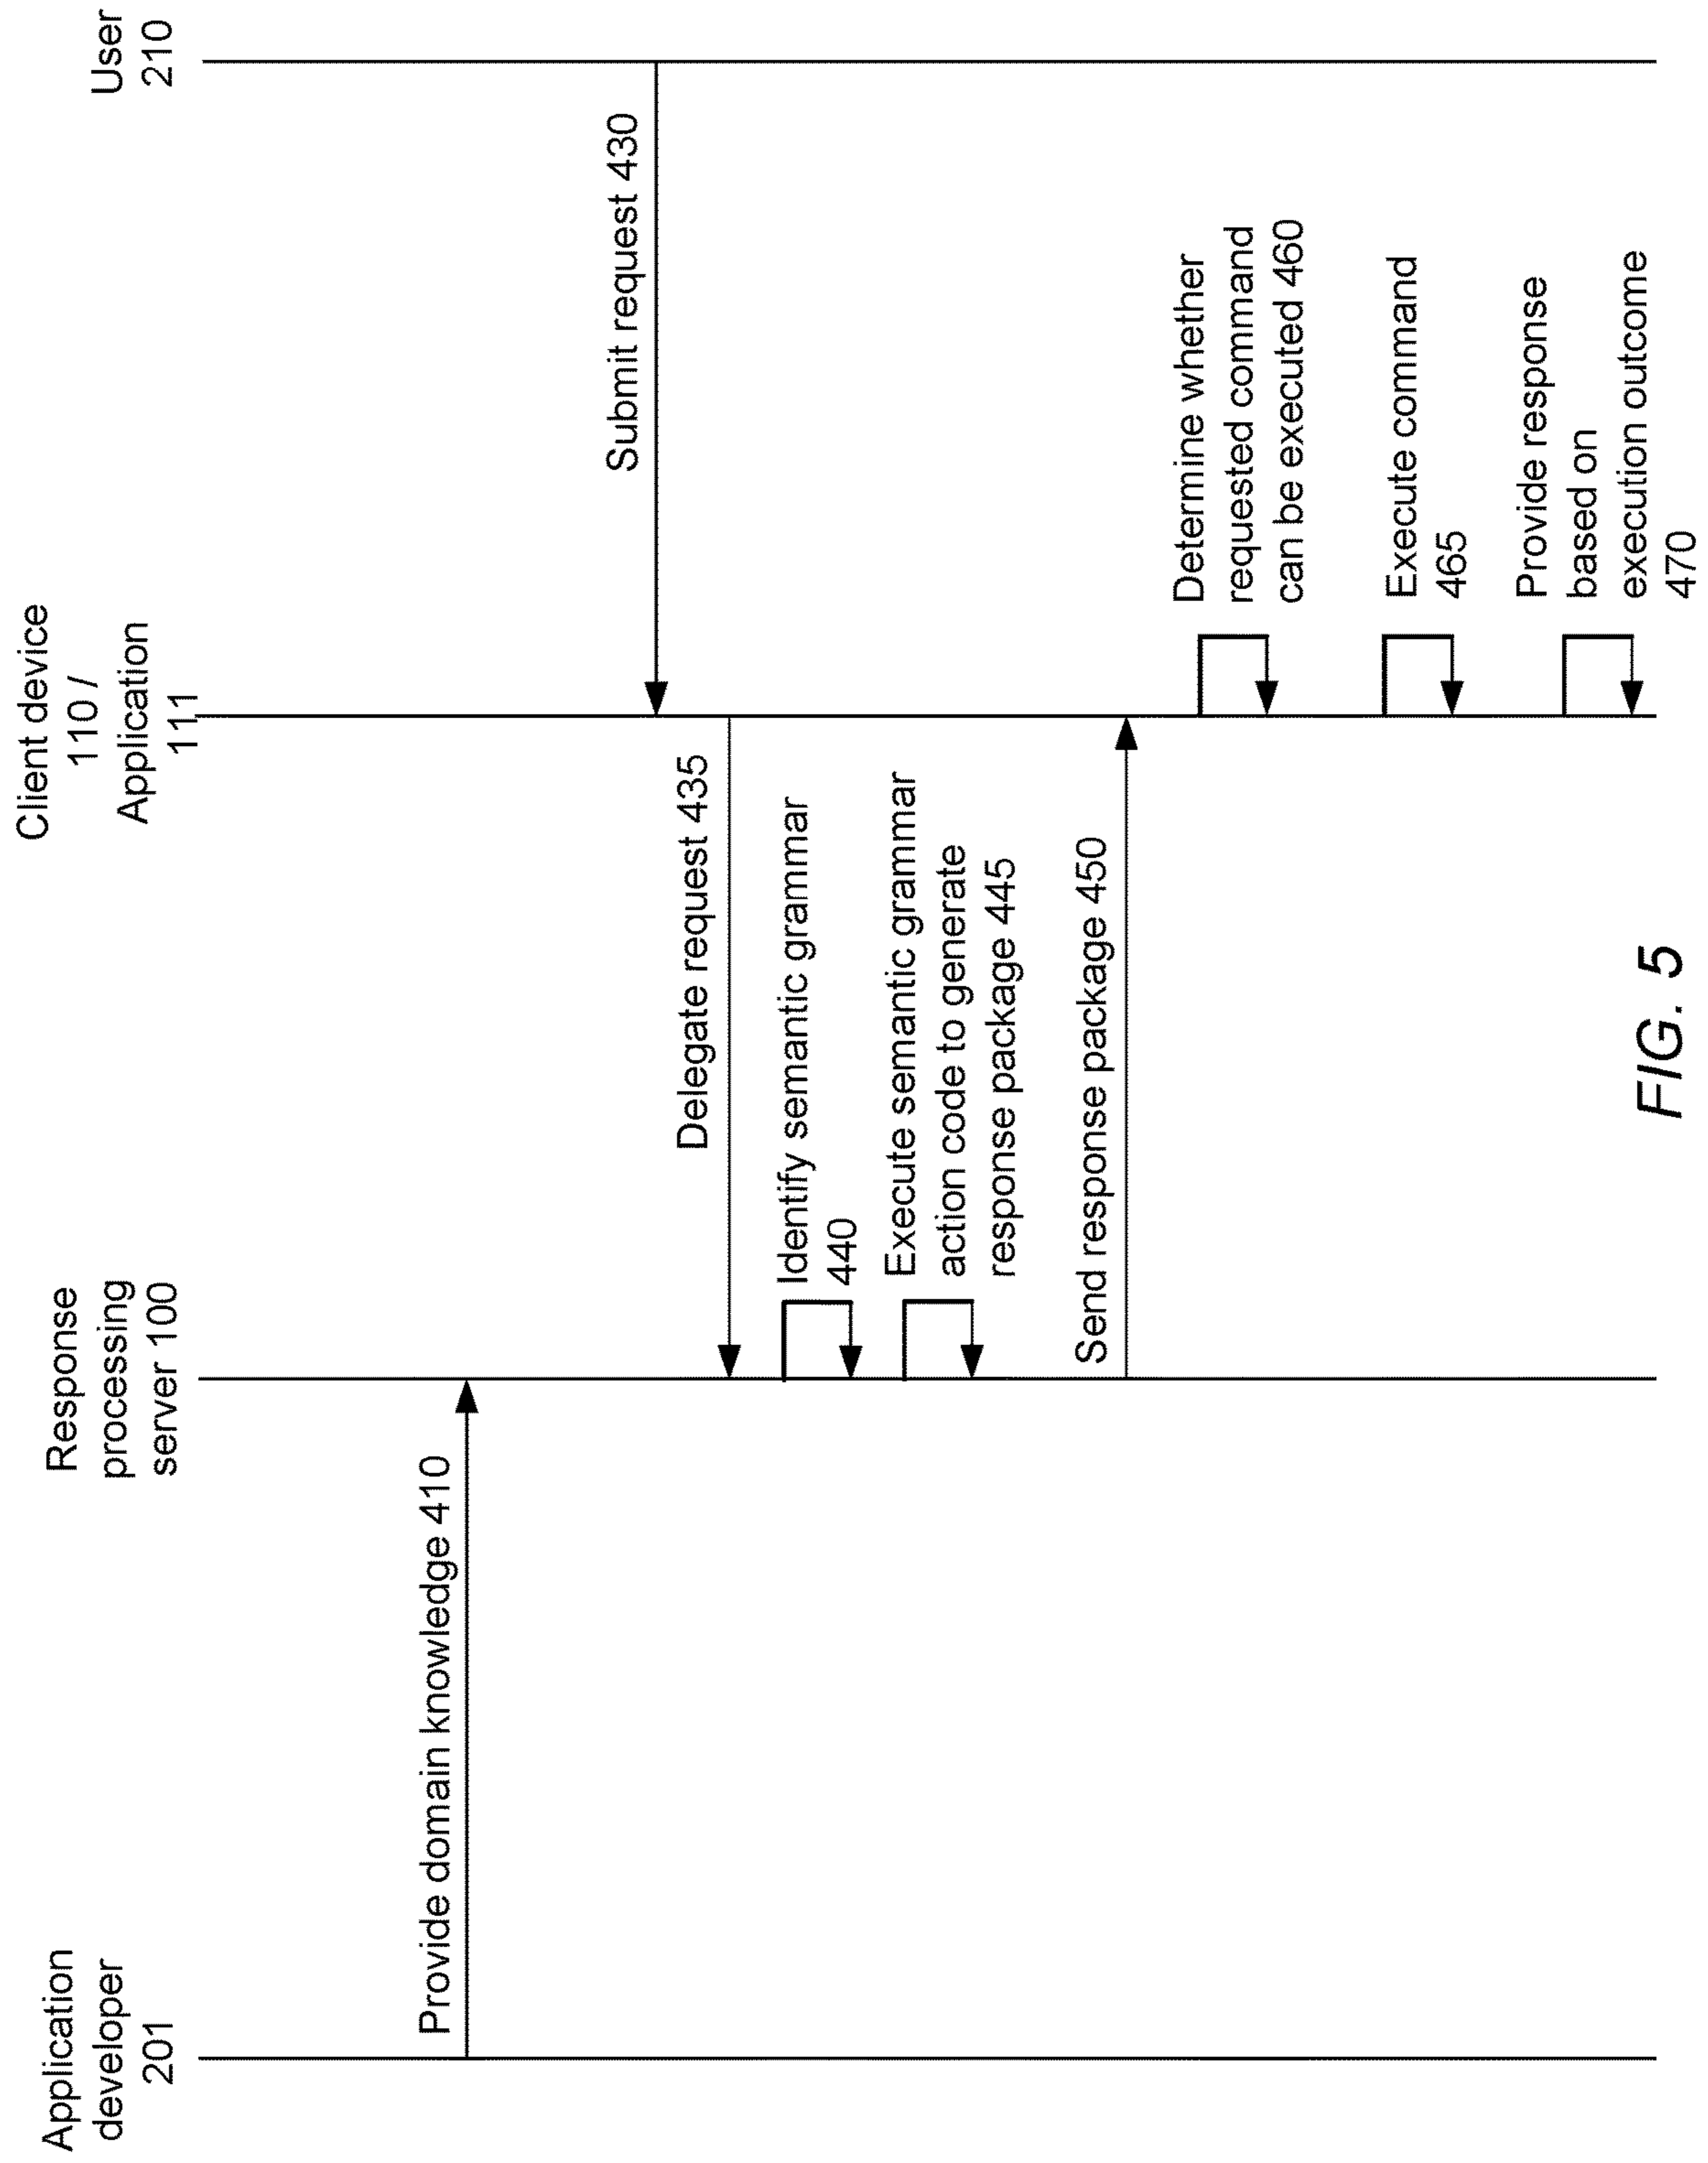 Application
developer
201
Response
processing
server 100
Client device
110 /
Application
111
User
210
Provide domain knowledge 410
Submit request 430
Delegate request 435
Identify semantic grammar
440
Execute semantic grammar
action code to generate
response package 445
Send response package 450
Determine whether
requested command
can be executed 460
Execute command
465
Provide response
based on
execution outcome
470
FIG. 5